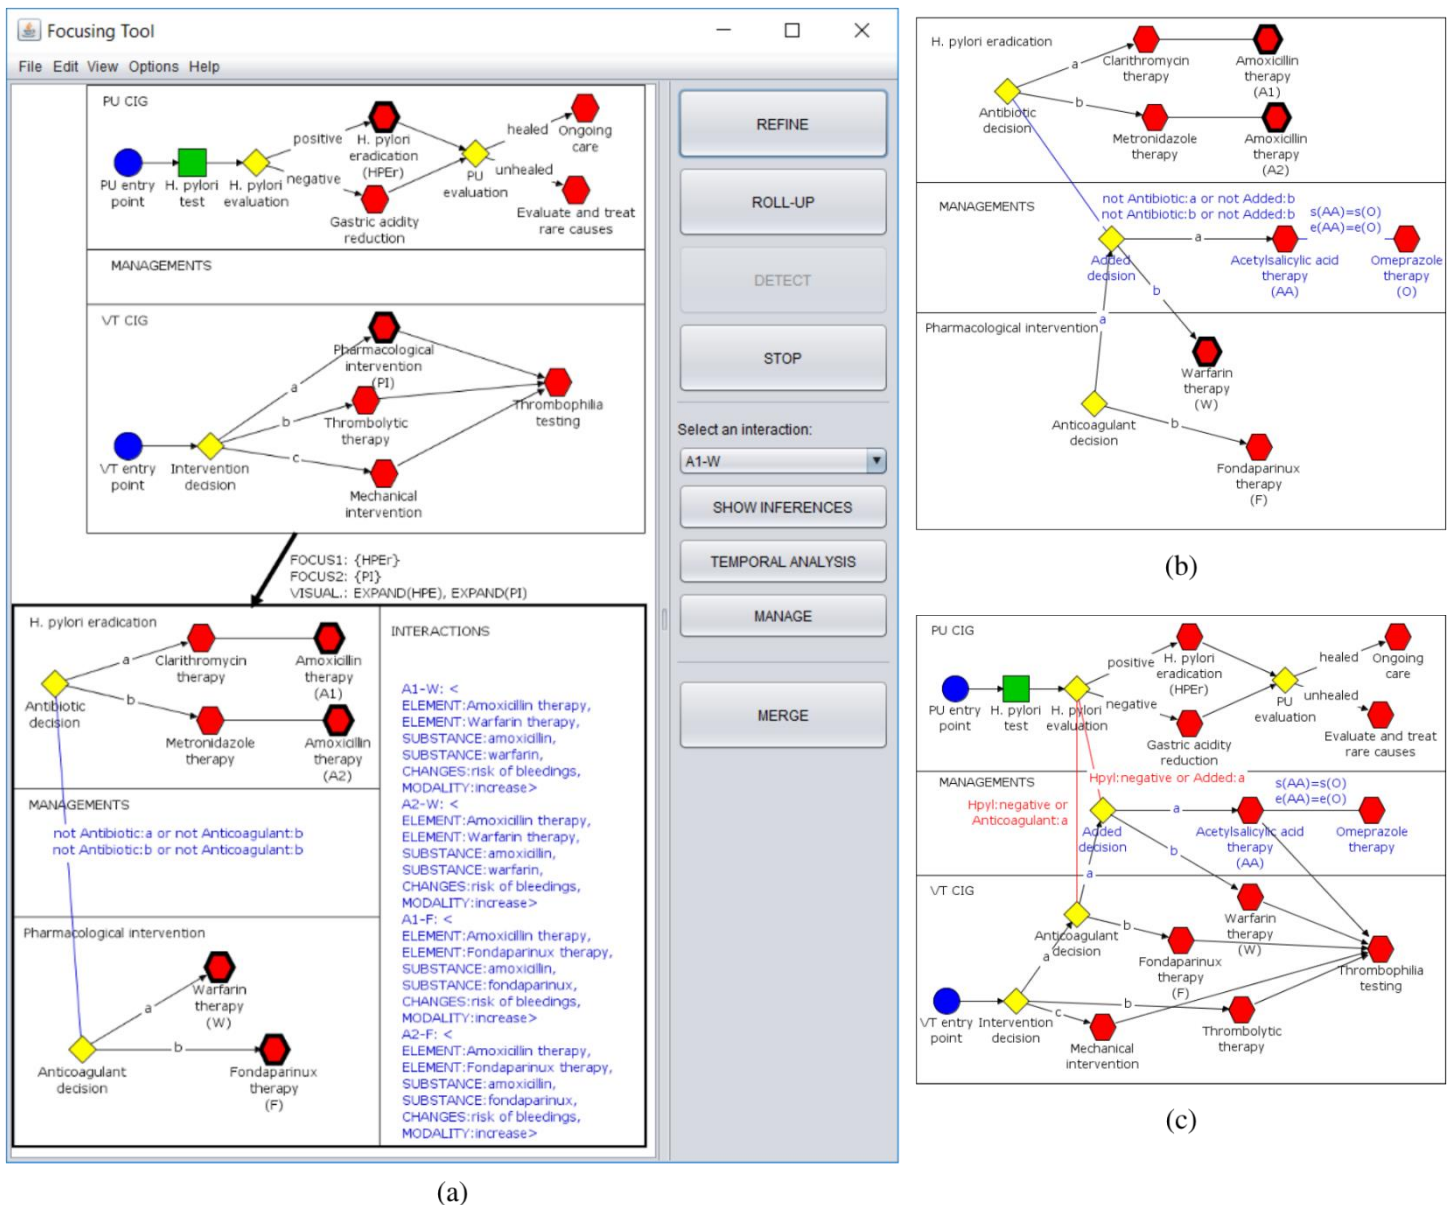 Focusing Tool
File Edit View Options Help
PU CIG
positive
H. pylori
eradication
(HPEr)
healed
Ongoing
care
PU entry
point
H. pylori
test
H. pylori
evaluation
negative
Gastric acidity
reduction
PU
evaluation
unhealed
Evaluate and treat
rare causes
MANAGEMENTS
VT CIG
Pharmacological
intervention
(PI)
a
Thrombolytic
therapy
b
Thrombophilia
testing
VT entry
point
Intervention
decision
c
Mechanical
intervention
FOCUS1: {HPEr}
FOCUS2: {PI}
VISUAL.: EXPAND(HPE), EXPAND(PI)
H. pylori eradication
a
Clarithromycin
therapy
Amoxicillin
therapy
(A1)
Antibiotic
decision
b
Metronidazole
therapy
Amoxicillin
therapy
(A2)
MANAGEMENTS
not Antibiotic:a or not Anticoagulant:b
not Antibiotic:b or not Anticoagulant:b
Pharmacological intervention
Warfarin
therapy
(W)
a
b
Anticoagulant
decision
Fondaparinux
therapy
(F)
INTERACTIONS
A1-W: <
ELEMENT:Amoxicillin therapy,
ELEMENT:Warfarin therapy,
SUBSTANCE:amoxicillin,
SUBSTANCE:warfarin,
CHANGES:risk of bleedings,
MODALITY:increase>
A2-W: <
ELEMENT:Amoxicillin therapy,
ELEMENT:Warfarin therapy,
SUBSTANCE:amoxicillin,
SUBSTANCE:warfarin,
CHANGES:risk of bleedings,
MODALITY:increase>
A1-F: <
ELEMENT:Amoxicillin therapy,
ELEMENT:Fondaparinux therapy,
SUBSTANCE:amoxicillin,
SUBSTANCE:fondaparinux,
CHANGES:risk of bleedings,
MODALITY:increase>
A2-F: <
ELEMENT:Amoxicillin therapy,
ELEMENT:Fondaparinux therapy,
SUBSTANCE:amoxicillin,
SUBSTANCE:fondaparinux,
CHANGES:risk of bleedings,
MODALITY:increase>
REFINE
ROLL-UP
DETECT
STOP
Select an interaction:
A1-W
SHOW INFERENCES
TEMPORAL ANALYSIS
MANAGE
MERGE
(a)
H. pylori eradication
a
Clarithromycin
therapy
Amoxicillin
therapy
(A1)
Antibiotic
decision
b
Metronidazole
therapy
Amoxicillin
therapy
(A2)
MANAGEMENTS
not Antibiotic:a or not Added:b
not Antibiotic:b or not Added:b
s(AA)=s(O)
e(AA)=e(O)
Added
decision
a
Acetylsalicylic acid
therapy
(AA)
Omeprazole
therapy
(O)
b
Pharmacological intervention
a
Warfarin
therapy
(W)
Anticoagulant
decision
b
Fondaparinux
therapy
(F)
(b)
PU CIG
positive
H. pylori
eradication
(HPEr)
healed
Ongoing
care
PU entry
point
H. pylori
test
H. pylori
evaluation
negative
Gastric acidity
reduction
PU
evaluation
unhealed
Evaluate and treat
rare causes
MANAGEMENTS
Hpyl:negative or Added:a
s(AA)=s(O)
e(AA)=e(O)
Hpyl:negative or
Anticoagulant:a
Added
decision
a
Acetylsalicylic acid
therapy
(AA)
Omeprazole
therapy
b
a
VT CIG
Warfarin
therapy
(W)
Anticoagulant
decision
b
Fondaparinux
therapy
(F)
Thrombophilia
testing
a
VT entry
point
Intervention
decision
b
c
Mechanical
intervention
Thrombolytic
therapy
(c)